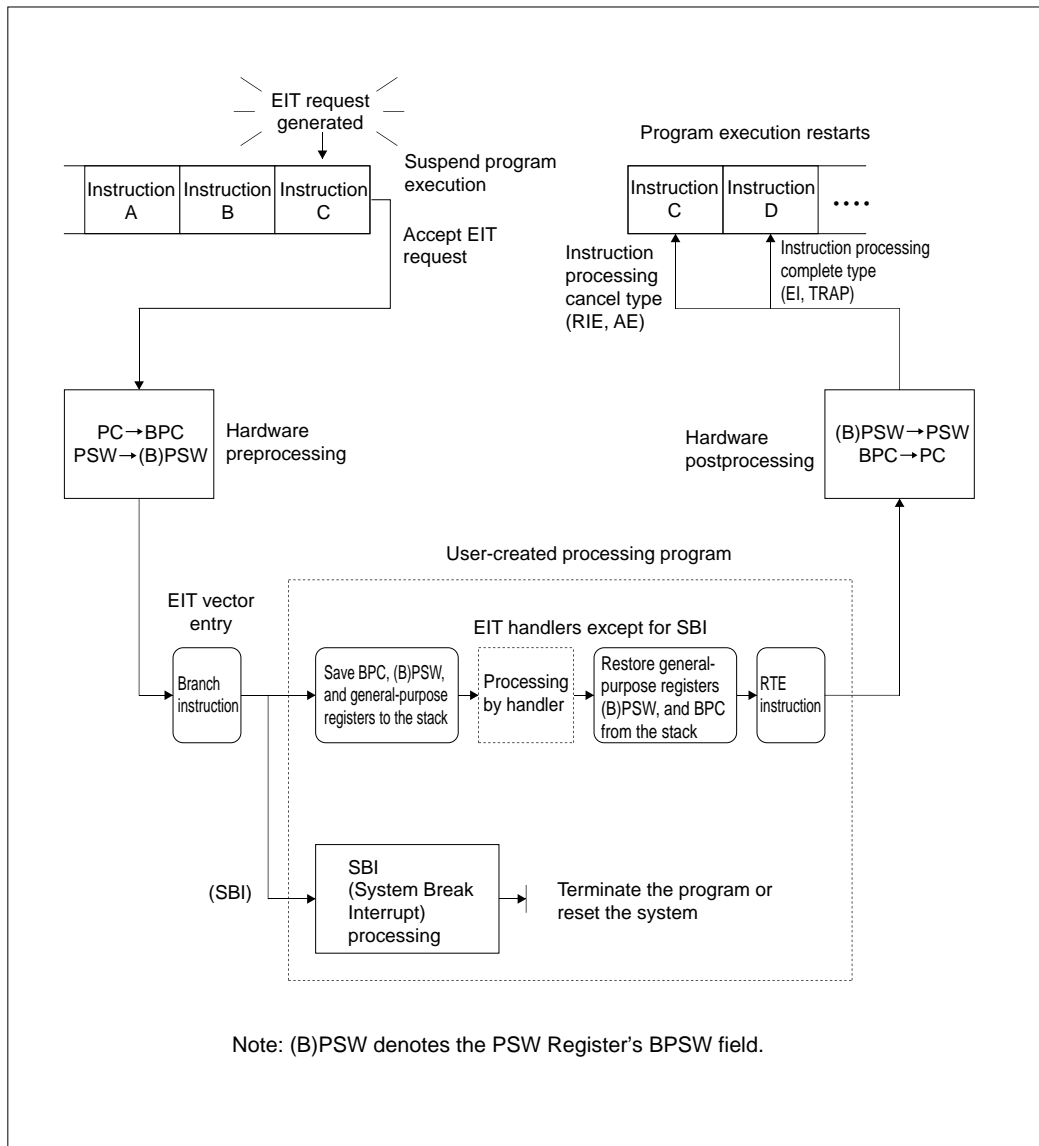 EIT request
generated
Program execution restarts
Suspend program
execution
Instruction
A
Instruction
B
Instruction
C
Instruction
C
Instruction
D
....
Accept EIT
request
Instruction
processing
cancel type
(RIE, AE)
Instruction processing
complete type
(EI, TRAP)
PC→BPC
PSW→(B)PSW
Hardware
preprocessing
Hardware
postprocessing
(B)PSW→PSW
BPC→PC
User-created processing program
EIT vector
entry
EIT handlers except for SBI
Branch
instruction
Save BPC, (B)PSW,
and general-purpose
registers to the stack
Processing
by handler
Restore general-
purpose registers
(B)PSW, and BPC
from the stack
RTE
instruction
(SBI)
SBI
(System Break
Interrupt)
processing
Terminate the program or
reset the system
Note: (B)PSW denotes the PSW Register's BPSW field.